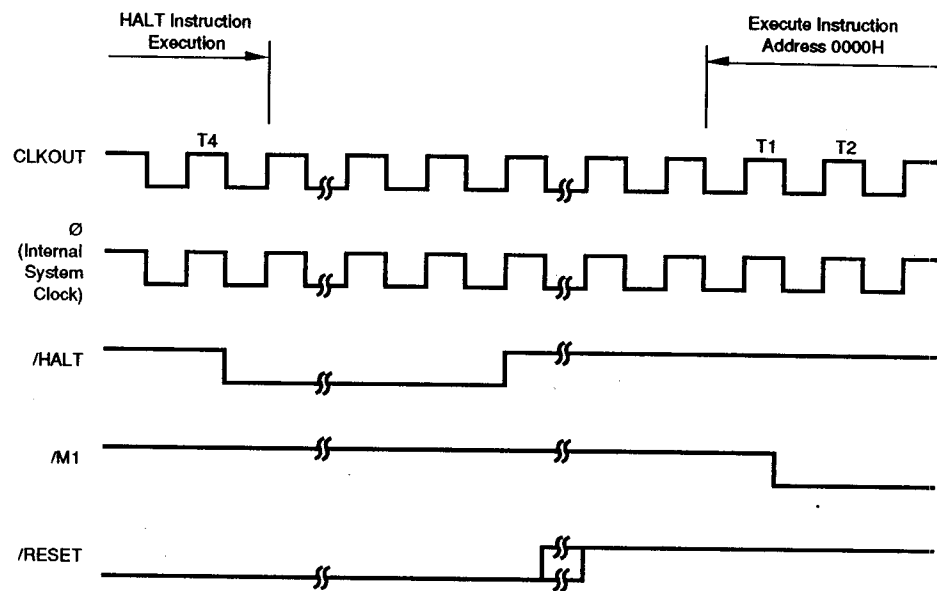 HALT Instruction
Execution
Execute Instruction
Address 0000H
T4
T1
T2
CLKOUT
Ø
(Internal
System
Clock)
/HALT
/M1
/RESET